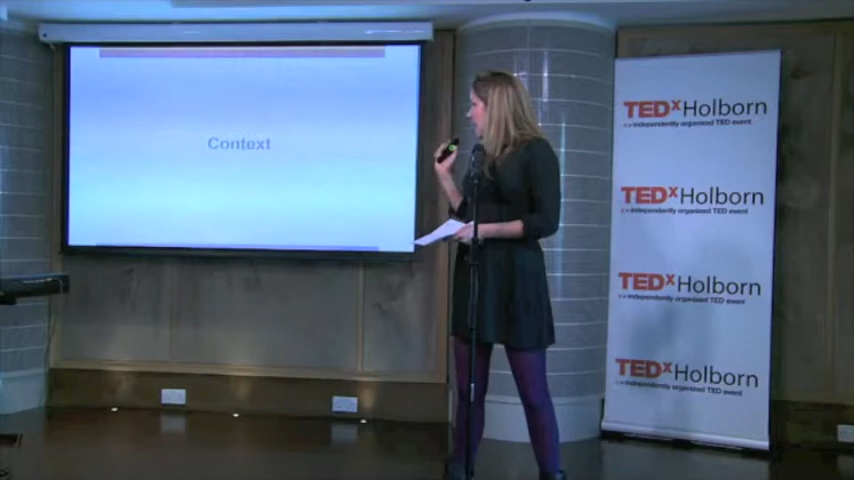 Context
TEDxHolborn
x=independently organized TED event
TEDxHolborn
x=independently organized TED event
TEDxHolborn
x=independently organized TED event
TEDxHolborn
x=independently organized TED event